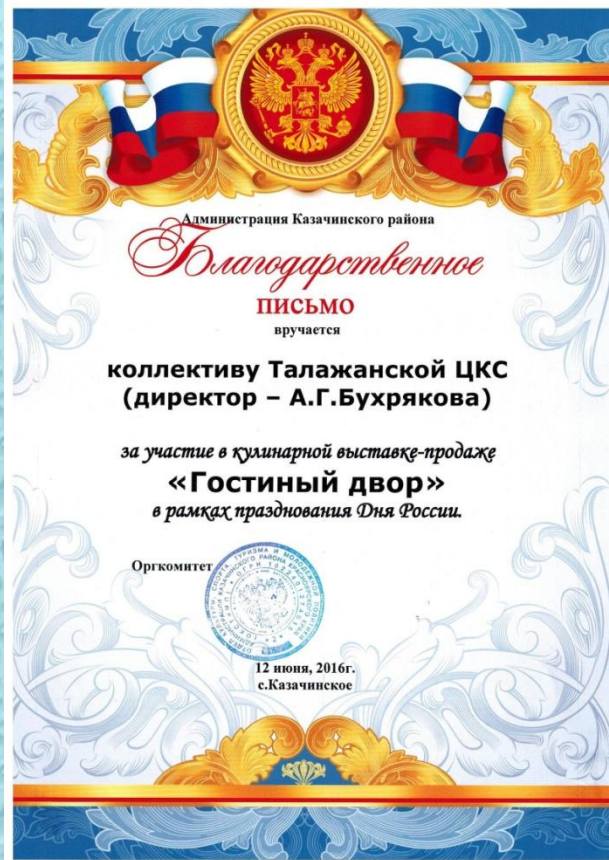 Администрация Казачинского района
Благодарственное
ПИСЬМО
вручается
коллективу Талажанской ЦКС
(директор – А.Г.Бухрякова)
за участие в кулинарной выставке-продаже
«Гостиный двор»
в рамках празднования Дня России.
Оргкомитет
12 июня, 2016г.
с.Казачинское